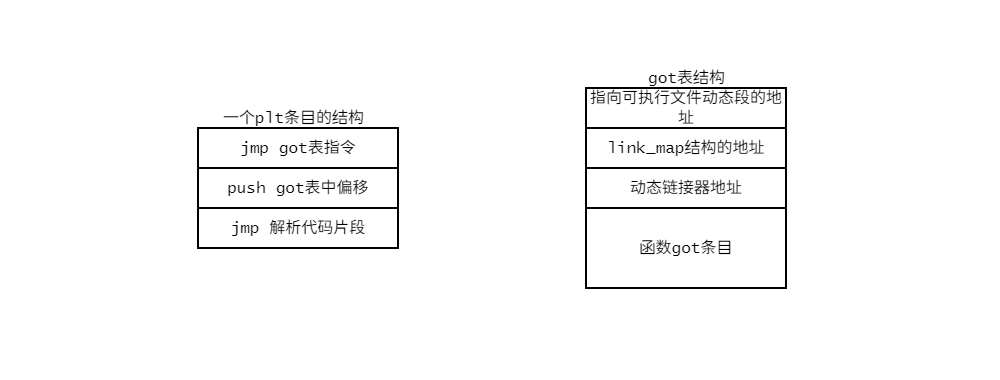 一个plt条目的结构
jmp got表指令
push got表中偏移
jmp 解析代码片段
got表结构
指向可执行文件动态段的地
址
link_map结构的地址
动态链接器地址
函数got条目